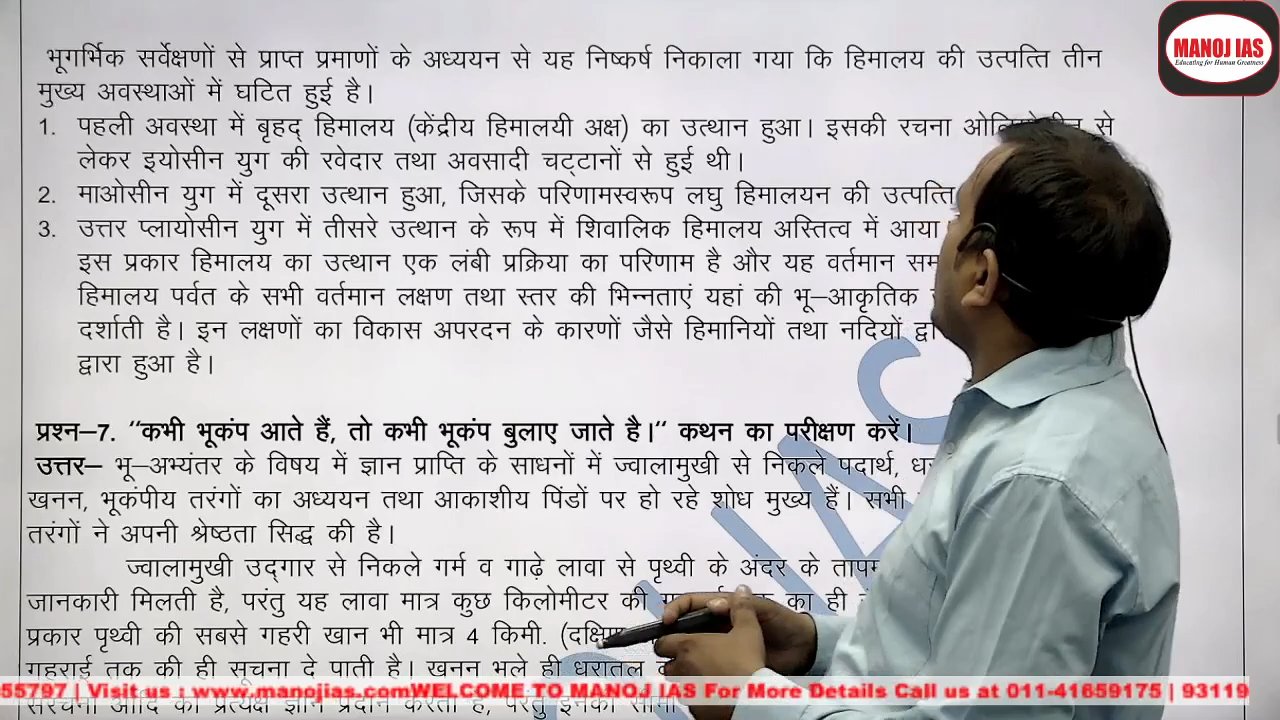 MANOJ IAS
Educating for Human Greatness
भूगर्भिक सर्वेक्षणों से प्राप्त प्रमाणों के अध्ययन से यह निष्कर्ष निकाला गया कि हिमालय की उत्पत्ति तीन
मुख्य अवस्थाओं में घटित हुई है।
1. पहली अवस्था में बृहद् हिमालय (केंद्रीय हिमालयी अक्ष) का उत्थान हुआ। इसकी रचना से
लेकर इयोसीन युग की रवेदार तथा अवसादी चट्टानों से हुई थी।
2. माओसीन युग में दूसरा उत्थान हुआ, जिसके परिणामस्वरूप लघु हिमालयन की उत्पत्ति
3. उत्तर प्लायोसीन युग में तीसरे उत्थान के रूप में शिवालिक हिमालय अस्तित्व में आया
इस प्रकार हिमालय का उत्थान एक लंबी प्रक्रिया का परिणाम है और यह वर्तमान
हिमालय पर्वत के सभी वर्तमान लक्षण तथा स्तर की भिन्नताएं यहां की भू–आकृतिक
दर्शाती है। इन लक्षणों का विकास अपरदन के कारणों जैसे हिमानियों तथा नदियों
द्वारा हुआ है।
प्रश्न–7. “कभी भूकंप आते हैं, तो कभी भूकंप बुलाए जाते है।“ कथन का परीक्षण करें।
उत्तर– भू–अभ्यंतर के विषय में ज्ञान प्राप्ति के साधनों में ज्वालामुखी से निकले पदार्थ,
खनन, भूकंपीय तरंगों का अध्ययन तथा आकाशीय पिंडों पर हो रहे शोध मुख्य हैं। सभी
तरंगों ने अपनी श्रेष्ठता सिद्ध की है।
ज्वालामुखी उद्गार से निकले गर्म व गाढ़े लावा से पृथ्वी के अंदर के
जानकारी मिलती है, परंतु यह लावा मात्र कुछ किलोमीटर की का ही
प्रकार पृथ्वी की सबसे गहरी खान भी मात्र 4 किमी.
गहराई तक की ही सूचना दे पाती है। खनन भले ही धरातल
55797 | Visit us : www.manojias.comWELCOME TO MANOJ IAS For More Details Call us at 011-41659175 | 93119